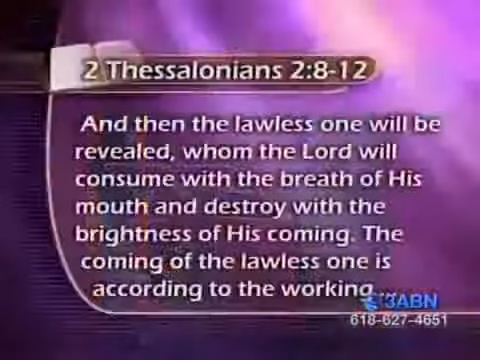 2 Thessalonians 2:8-12
And then the lawless one will be
revealed, whom the Lord will
consume with the breath of His
mouth and destroy with the
brightness of His coming. The
coming of the lawless one is
according to the working
3ABN
618-627-4651